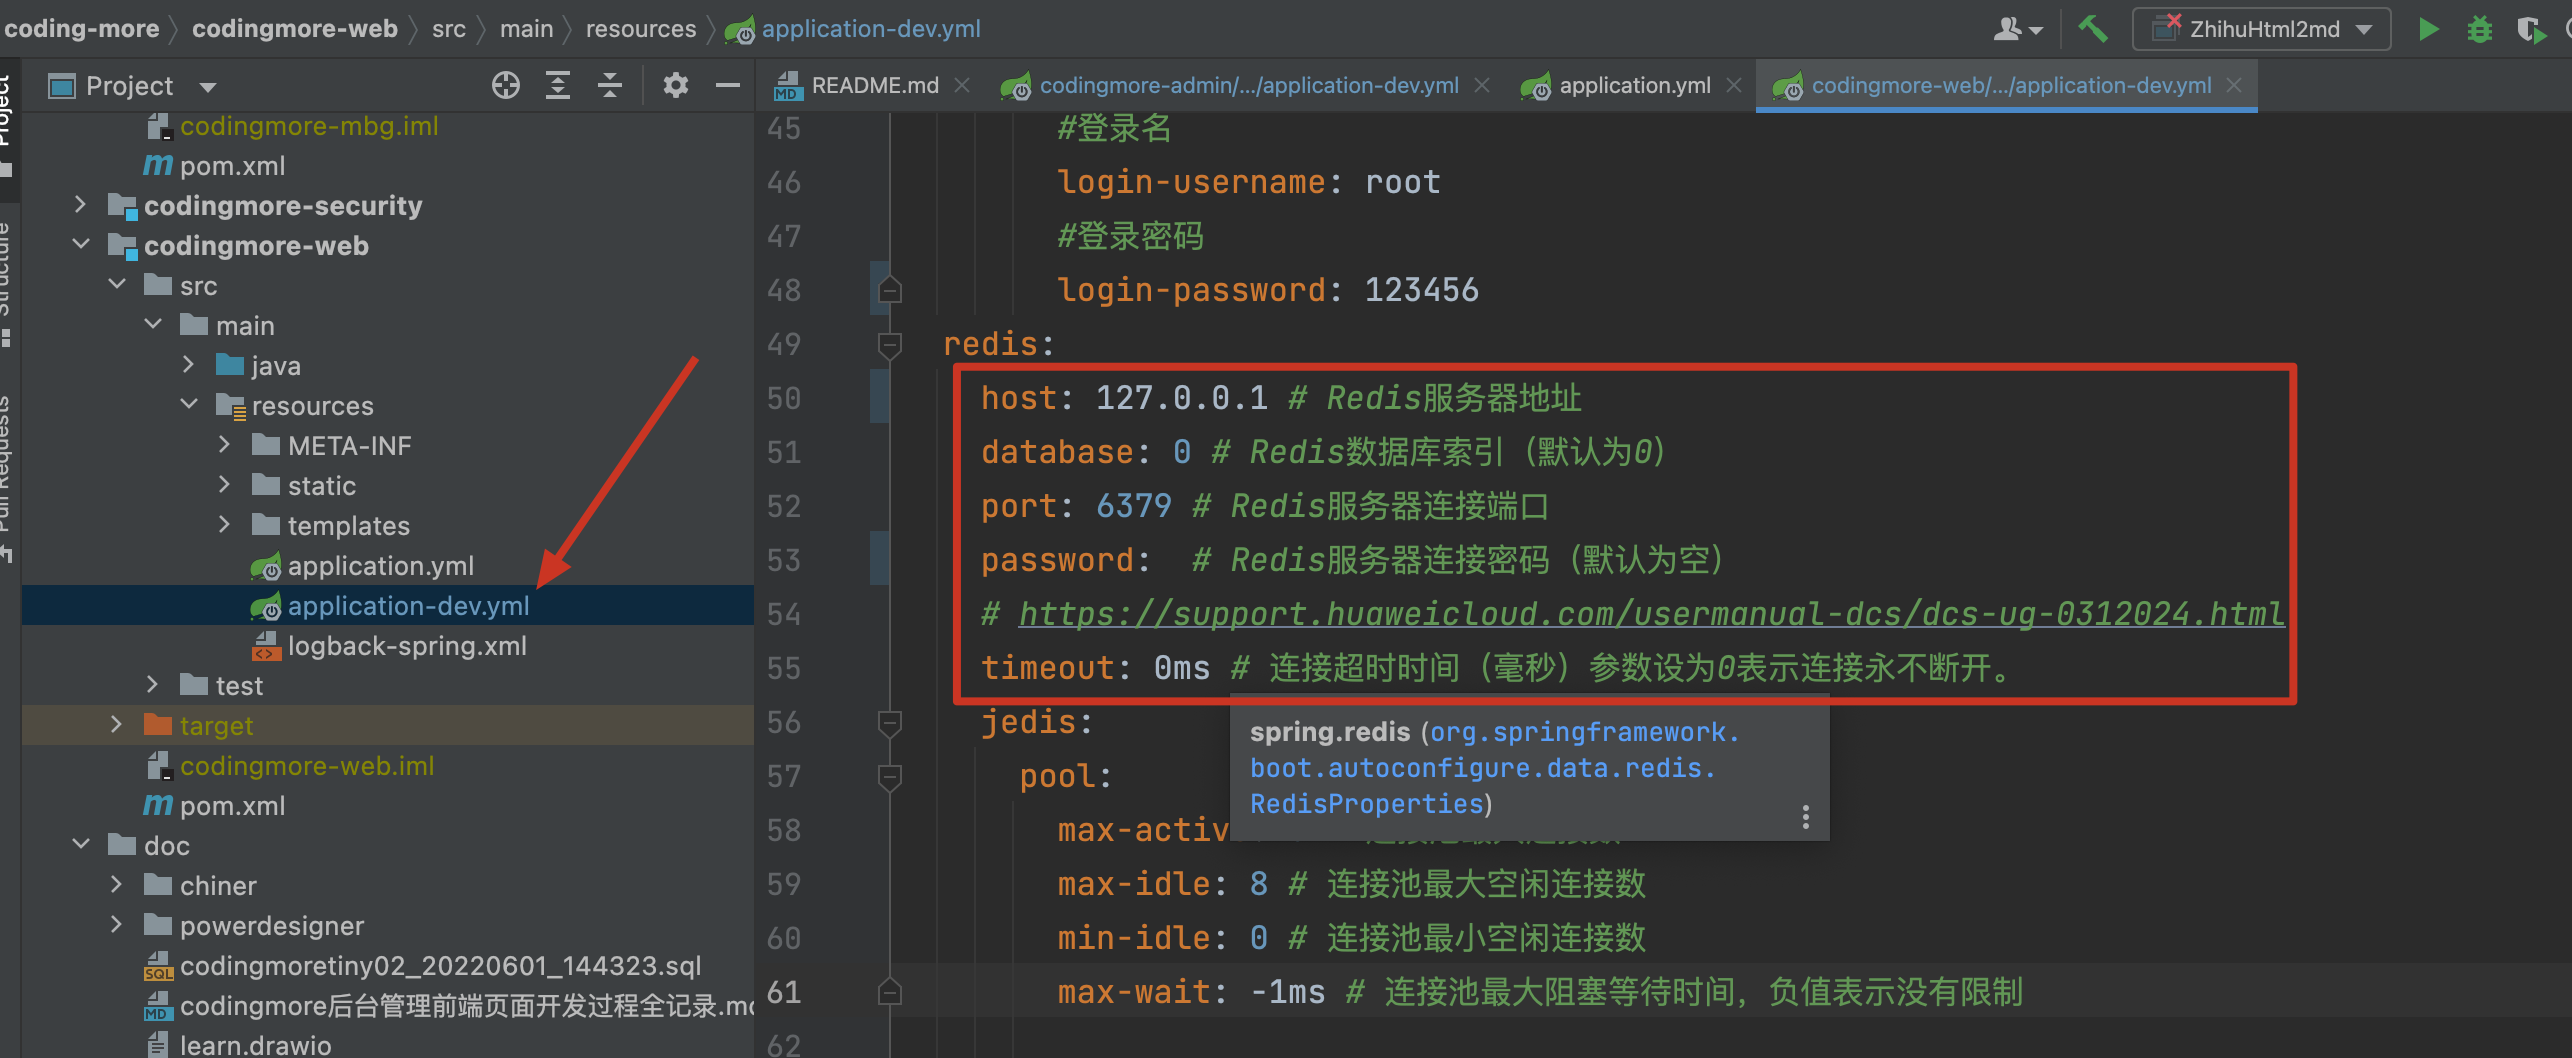 coding-more codingmore-web src main resources application-dev.yml
ZhihuHtml2md
Project
README.md
codingmore-admin/.../application-dev.yml
application.yml
codingmore-web/.../application-dev.yml
Project
Structure
Pull Requests
codingmore-mbg.iml
pom.xml
codingmore-security
codingmore-web
src
main
java
resources
META-INF
static
templates
application.yml
application-dev.yml
logback-spring.xml
test
target
codingmore-web.iml
pom.xml
doc
chiner
powerdesigner
codingmoretiny02_20220601_144323.sql
codingmore后台管理前端页面开发过程全记录.md
learn.drawio
45 #登录名
46 login-username: root
47 #登录密码
48 login-password: 123456
49 redis:
50 host: 127.0.0.1 # Redis服务器地址
51 database: 0 # Redis数据库索引（默认为0）
52 port: 6379 # Redis服务器连接端口
53 password: # Redis服务器连接密码（默认为空）
54 # https://support.huaweicloud.com/usermanual-dcs/dcs-ug-0312024.html
55 timeout: 0ms # 连接超时时间（毫秒）参数设为0表示连接永不断开。
56 jedis:
57 pool:
58 max-activ
59 max-idle: 8 # 连接池最大空闲连接数
60 min-idle: 0 # 连接池最小空闲连接数
61 max-wait: -1ms # 连接池最大阻塞等待时间，负值表示没有限制
62
spring.redis (org.springframework.
boot.autoconfigure.data.redis.
RedisProperties)